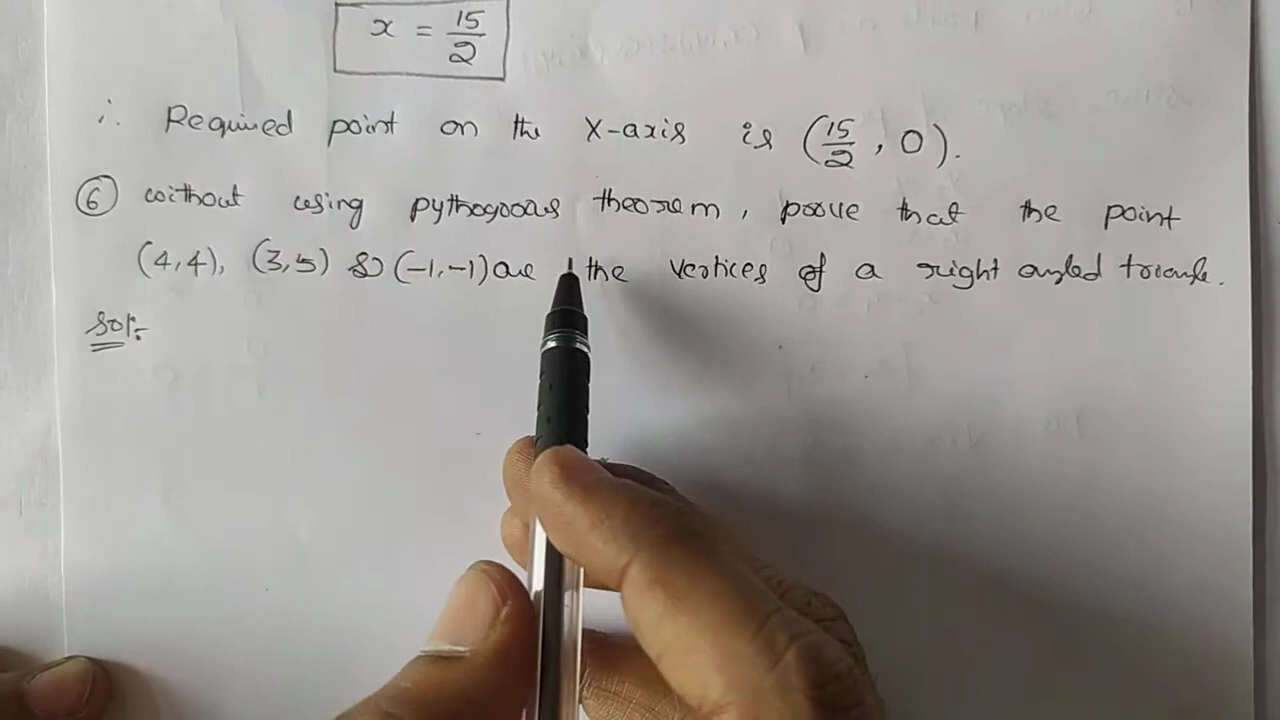 x = 15/2
∴ Required point on the X-axis is (15/2, 0).
⑥ without using pythogoras theorem, prove that the point
(4,4), (3,5) & (-1,-1) are the vertices of a right angled triangle.
Sol:-